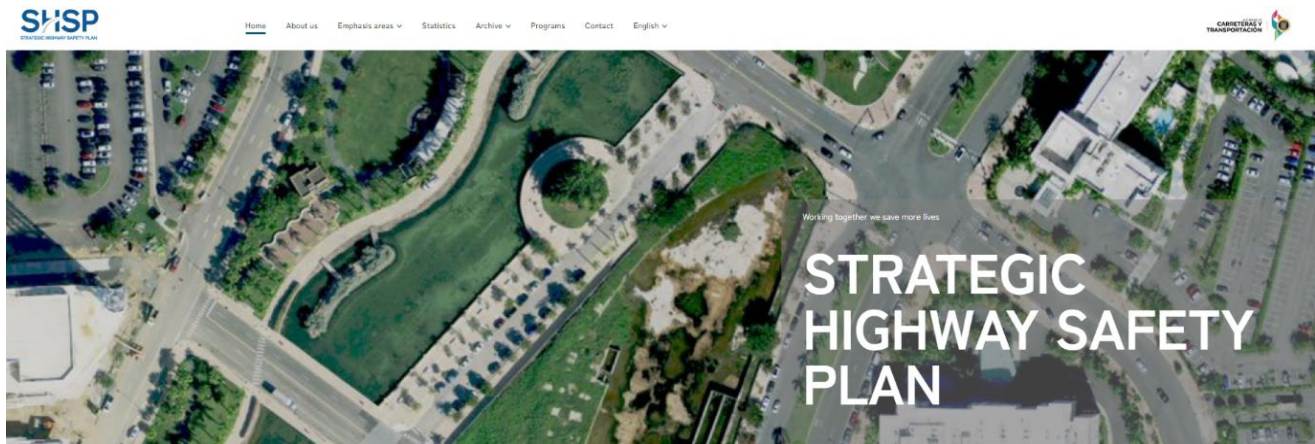 SHSP
STRATEGIC HIGHWAY SAFETY PLAN
Home About us Emphasis areas Statistics Archive Programs Contact English
CARRETERAS Y
TRANSPORTACIÓN
Working together we save more lives
STRATEGIC
HIGHWAY SAFETY
PLAN